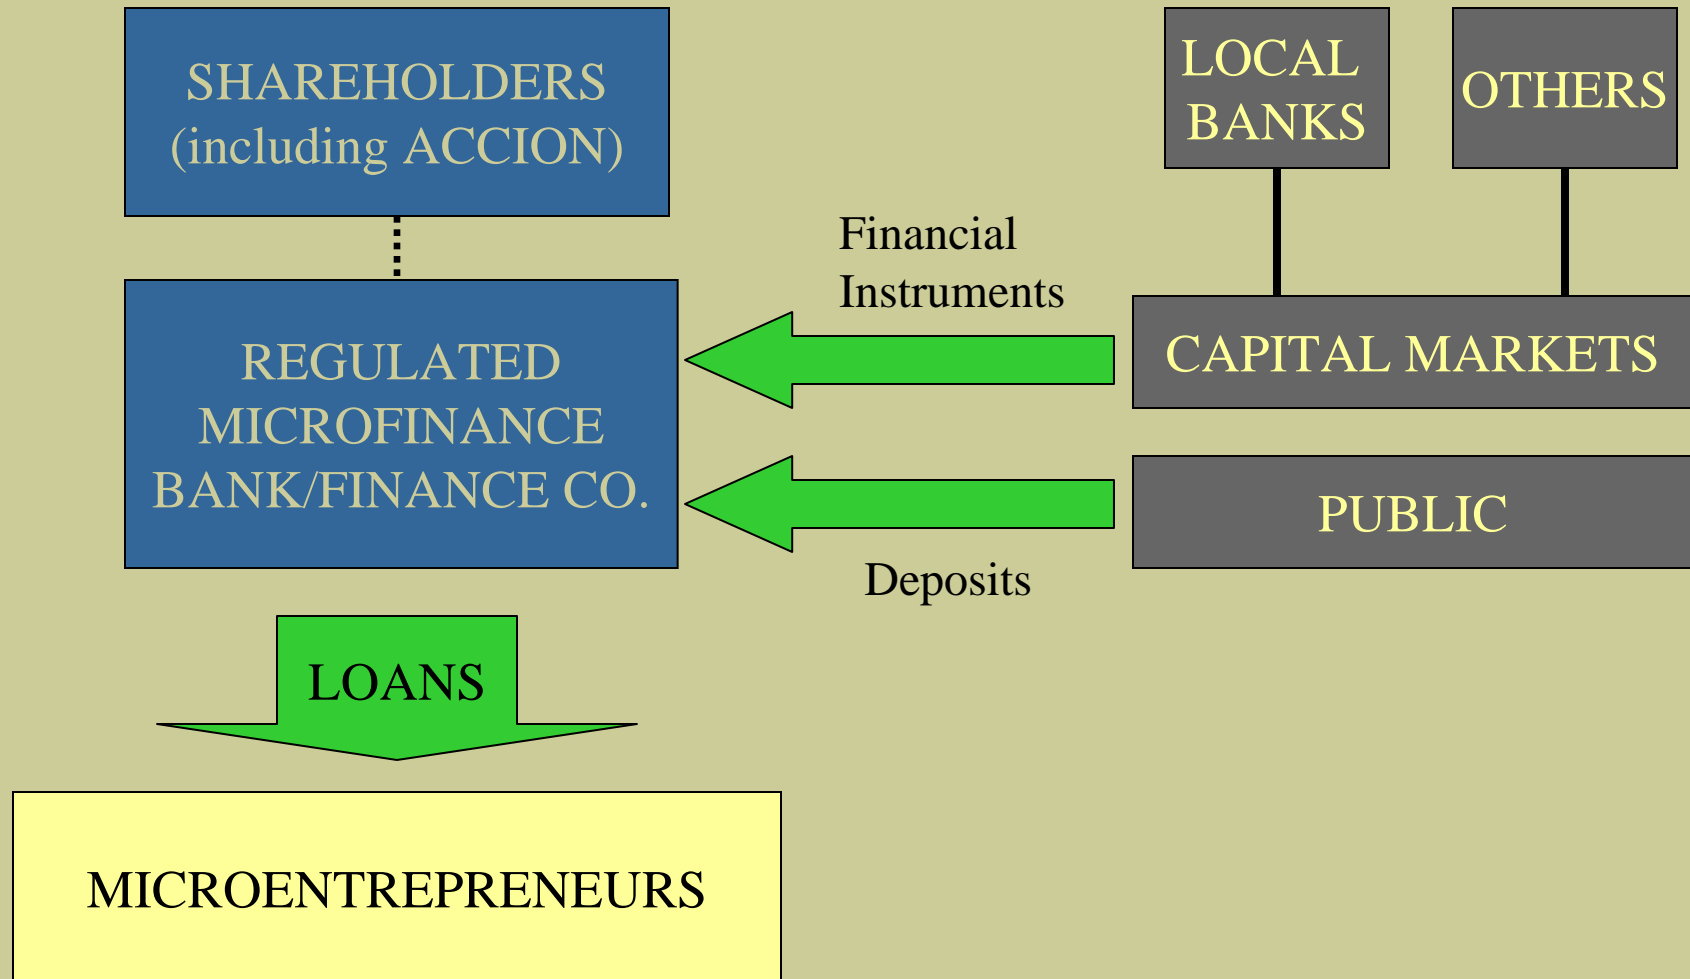 SHAREHOLDERS
(including ACCION)
LOCAL
BANKS
OTHERS
Financial
Instruments
REGULATED
MICROFINANCE
BANK/FINANCE CO.
CAPITAL MARKETS
PUBLIC
Deposits
LOANS
MICROENTREPRENEURS